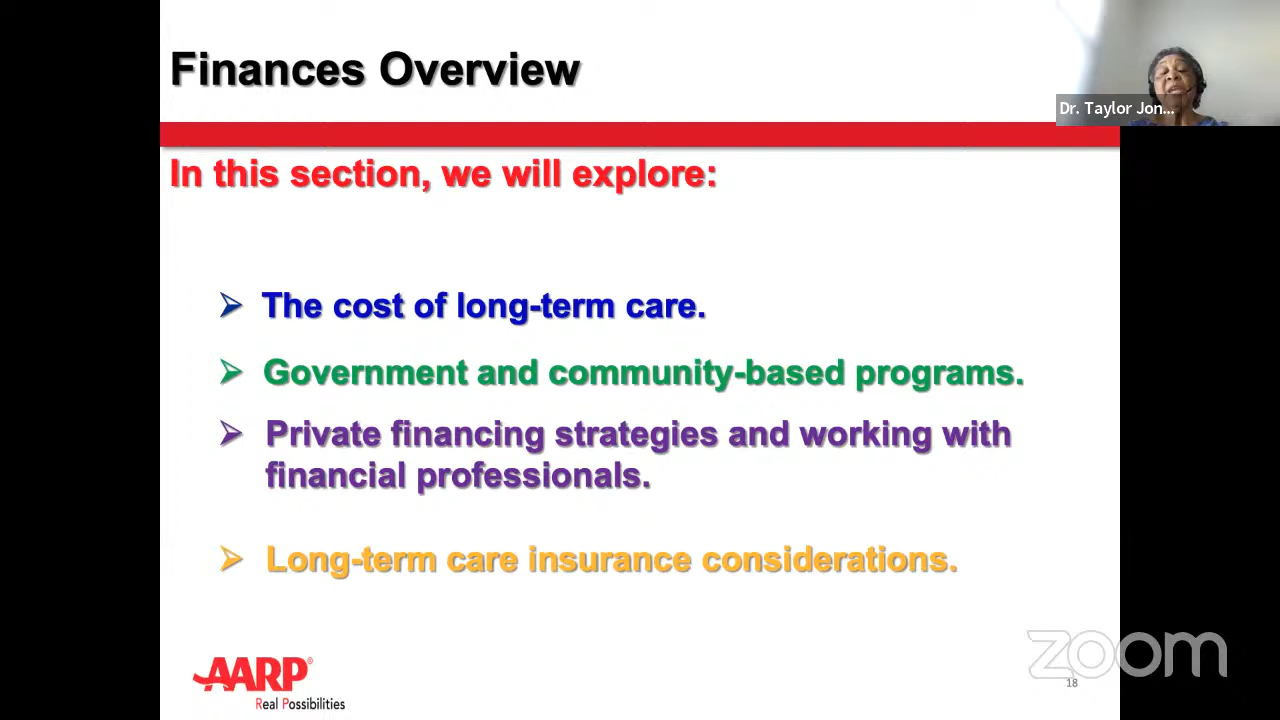 Finances Overview
Dr. Taylor Jon...
In this section, we will explore:
The cost of long-term care.
Government and community-based programs.
Private financing strategies and working with
financial professionals.
Long-term care insurance considerations.
AARP®
Real Possibilities
zoom
18